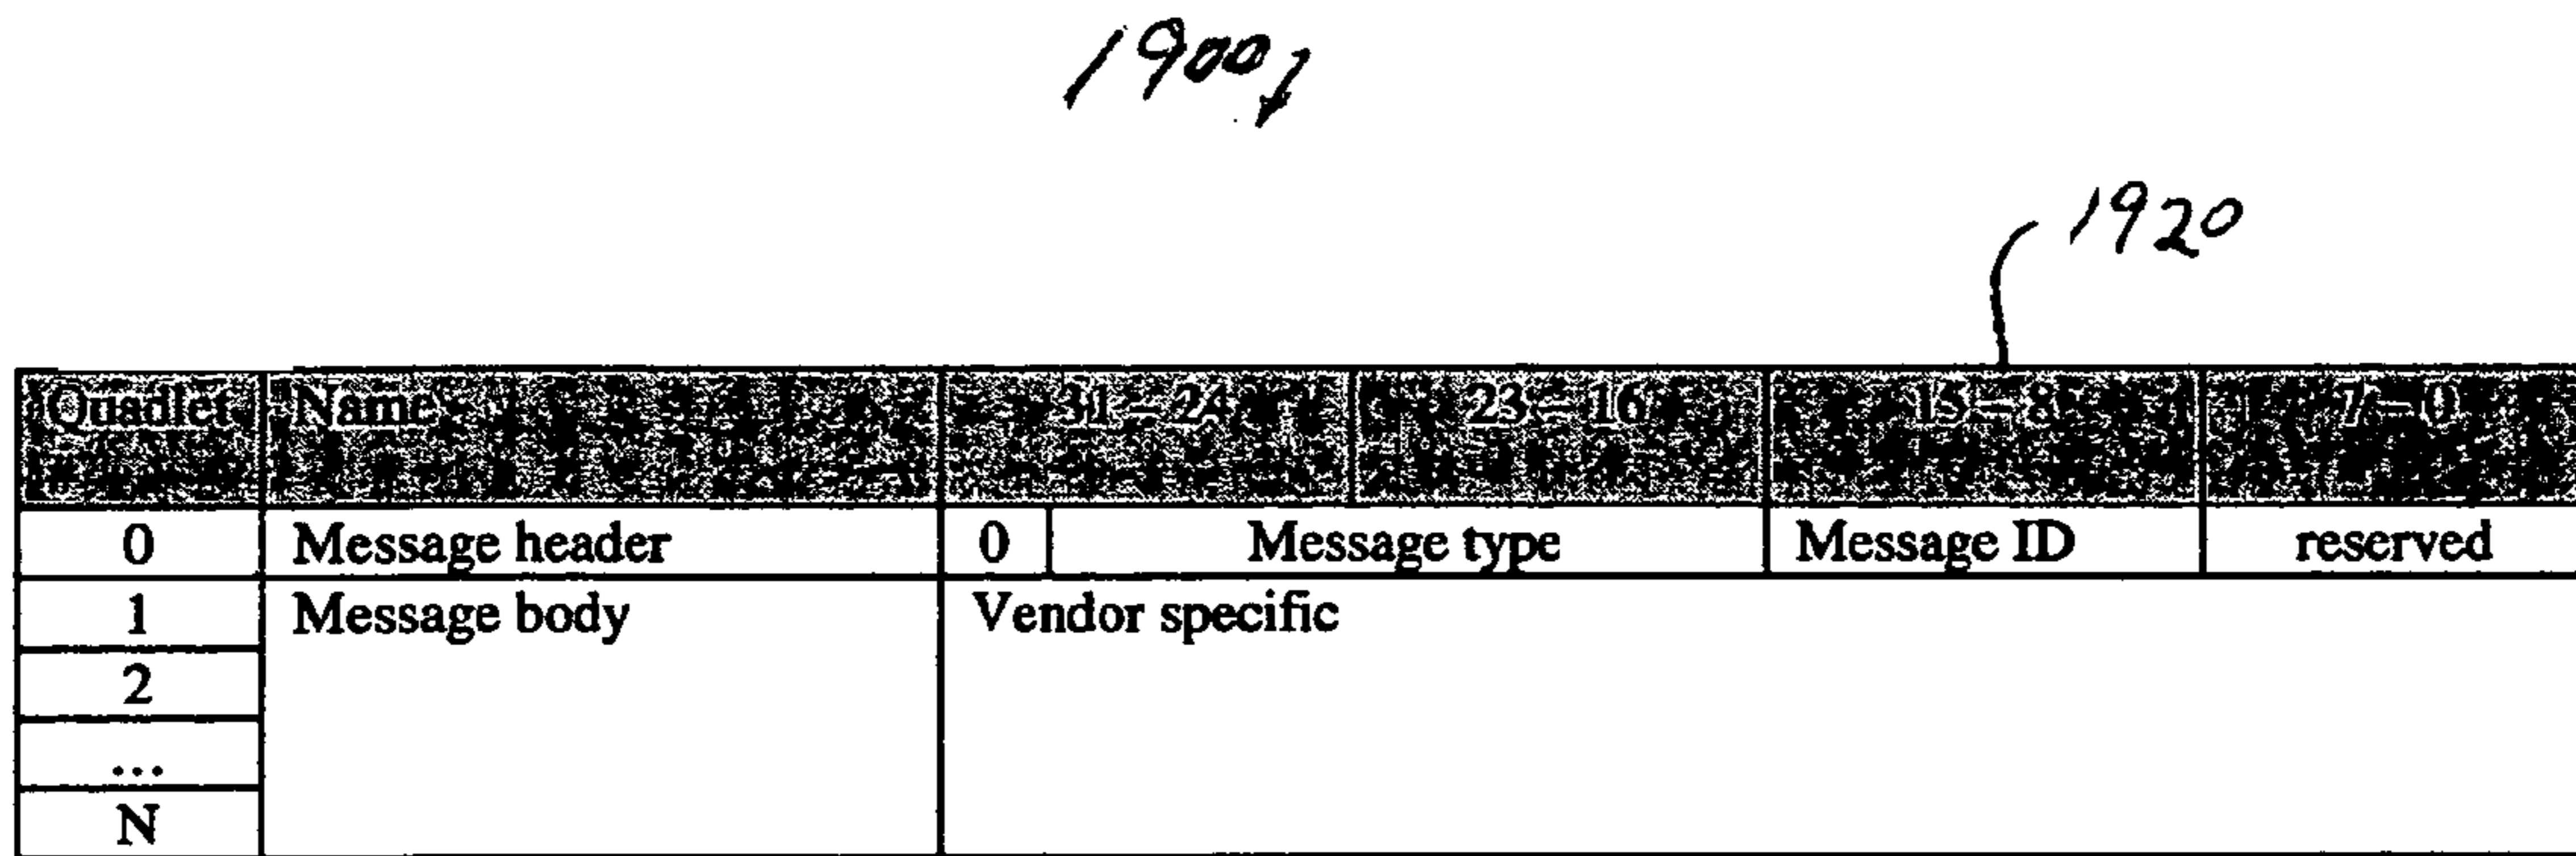 1900
1920
Quadlet Name 31 – 24 23 – 16 15 – 8 7 – 0
0 Message header 0 Message type Message ID reserved
1 Message body Vendor specific
2
...
N